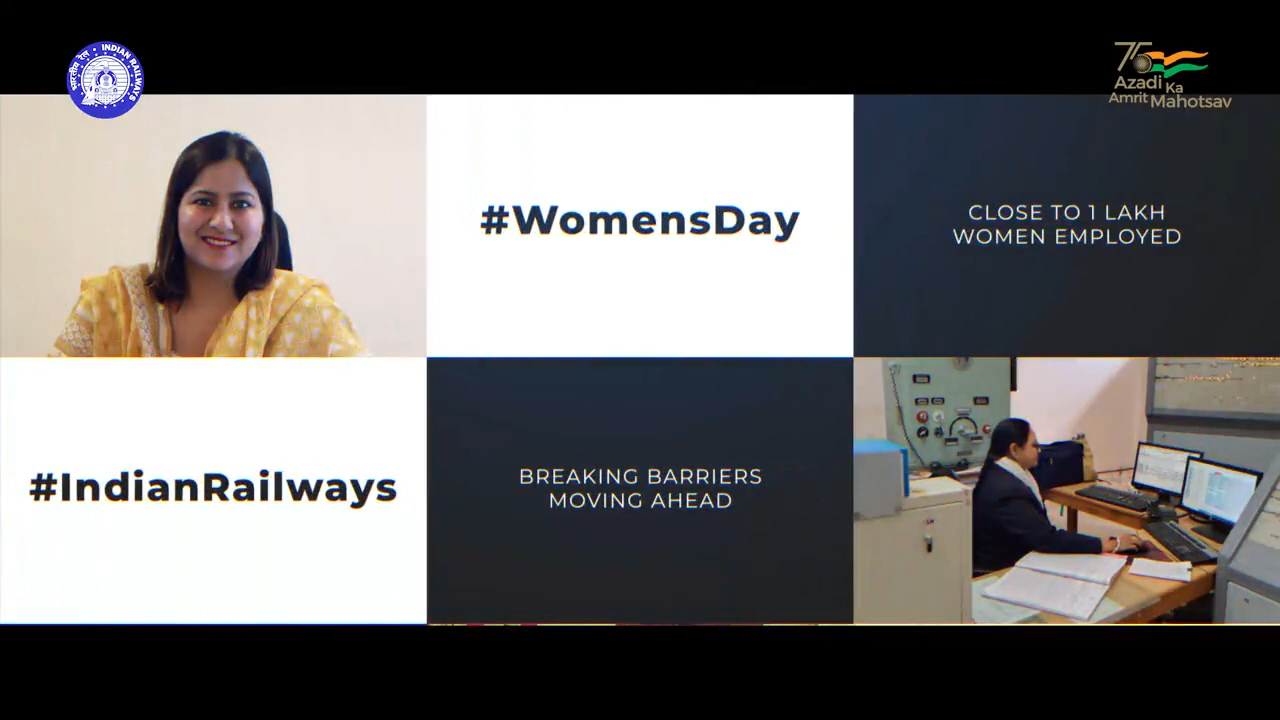 भारतीय रेल • INDIAN RAILWAYS
75
Azadi Ka
Amrit Mahotsav
#WomensDay
CLOSE TO 1 LAKH
WOMEN EMPLOYED
#IndianRailways
BREAKING BARRIERS
MOVING AHEAD